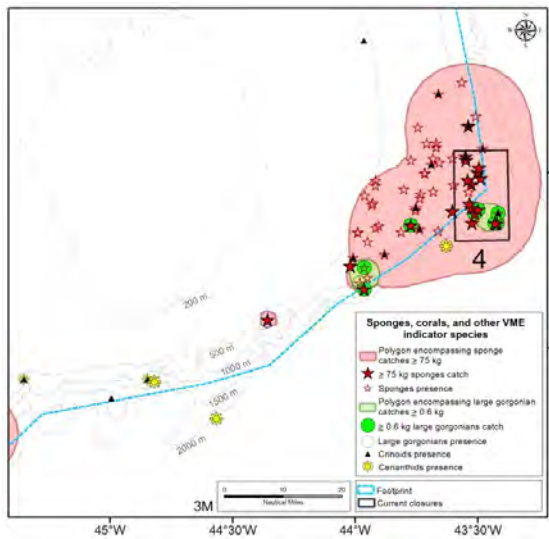 N
4
200 m.
500 m.
1000 m.
1500 m.
2000 m.
Sponges, corals, and other VME
indicator species
Polygon encompassing sponge
catches ≥ 75 kg
≥ 75 kg sponges catch
Sponges presence
Polygon encompassing large gorgonian
catches ≥ 0.6 kg
≥ 0.6 kg large gorgonians catch
Large gorgonians presence
Crinoids presence
Cerianthids presence
Footprint
Current closures
3M
0 10 20
Nautical Miles
45°W 44°30'W 44°W 43°30'W